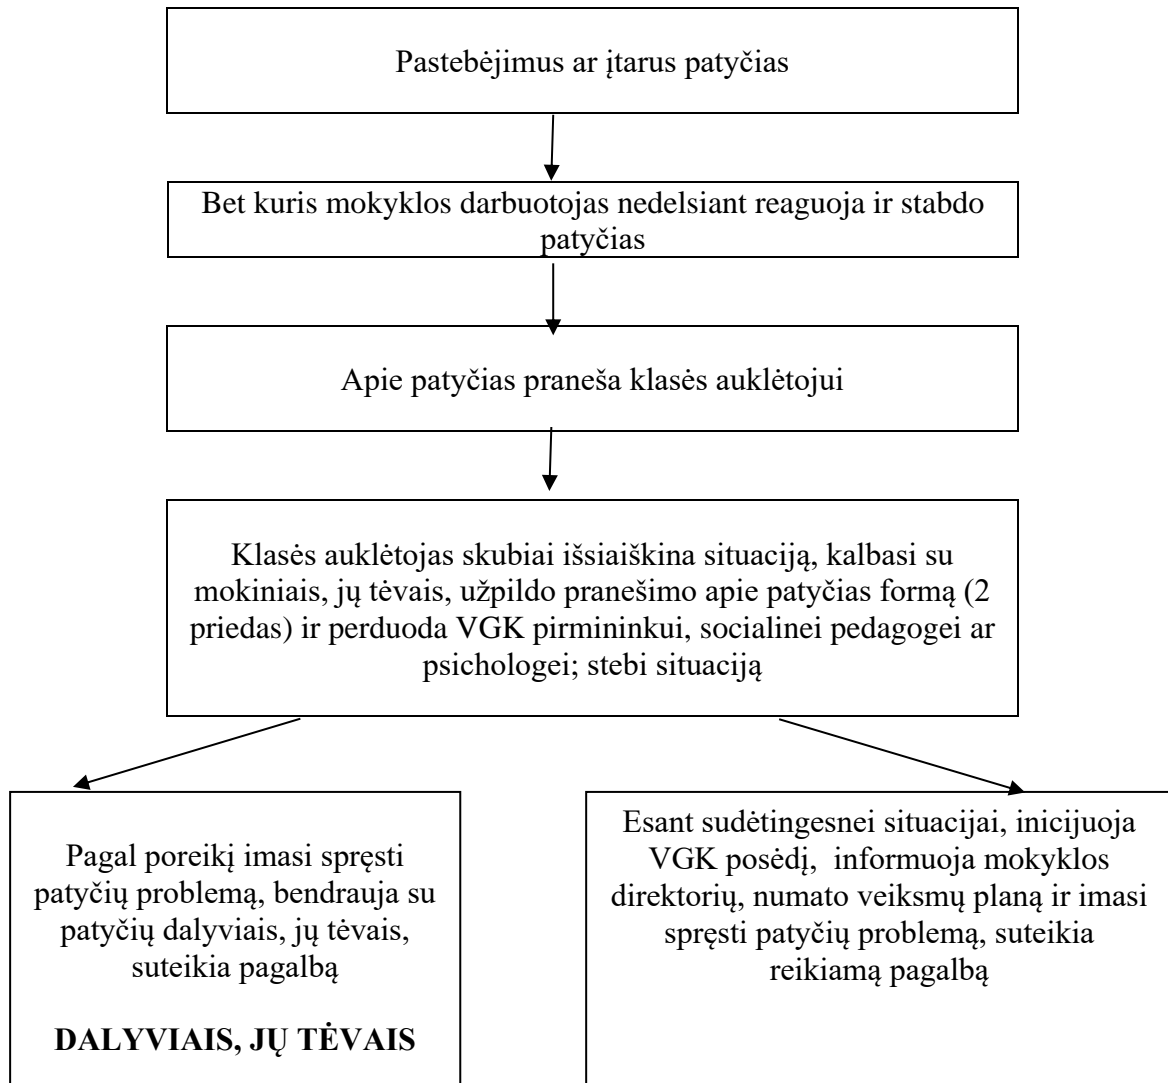 Pastebėjimus ar įtarus patyčias
Bet kuris mokyklos darbuotojas nedelsiant reaguoja ir stabdo
patyčias
Apie patyčias praneša klasės auklėtojui
Klasės auklėtojas skubiai išsiaiškina situaciją, kalbasi su
mokiniais, jų tėvais, užpildo pranešimo apie patyčias formą (2
priedas) ir perduoda VGK pirmininkui, socialinei pedagogei ar
psichologei; stebi situaciją
Pagal poreikį imasi spręsti
patyčių problemą, bendrauja su
patyčių dalyviais, jų tėvais,
suteikia pagalbą
DALYVIAIS, JŲ TĖVAIS
Esant sudėtingesnei situacijai, inicijuoja
VGK posėdį, informuoja mokyklos
direktorių, numato veiksmų planą ir imasi
spręsti patyčių problemą, suteikia
reikiamą pagalbą